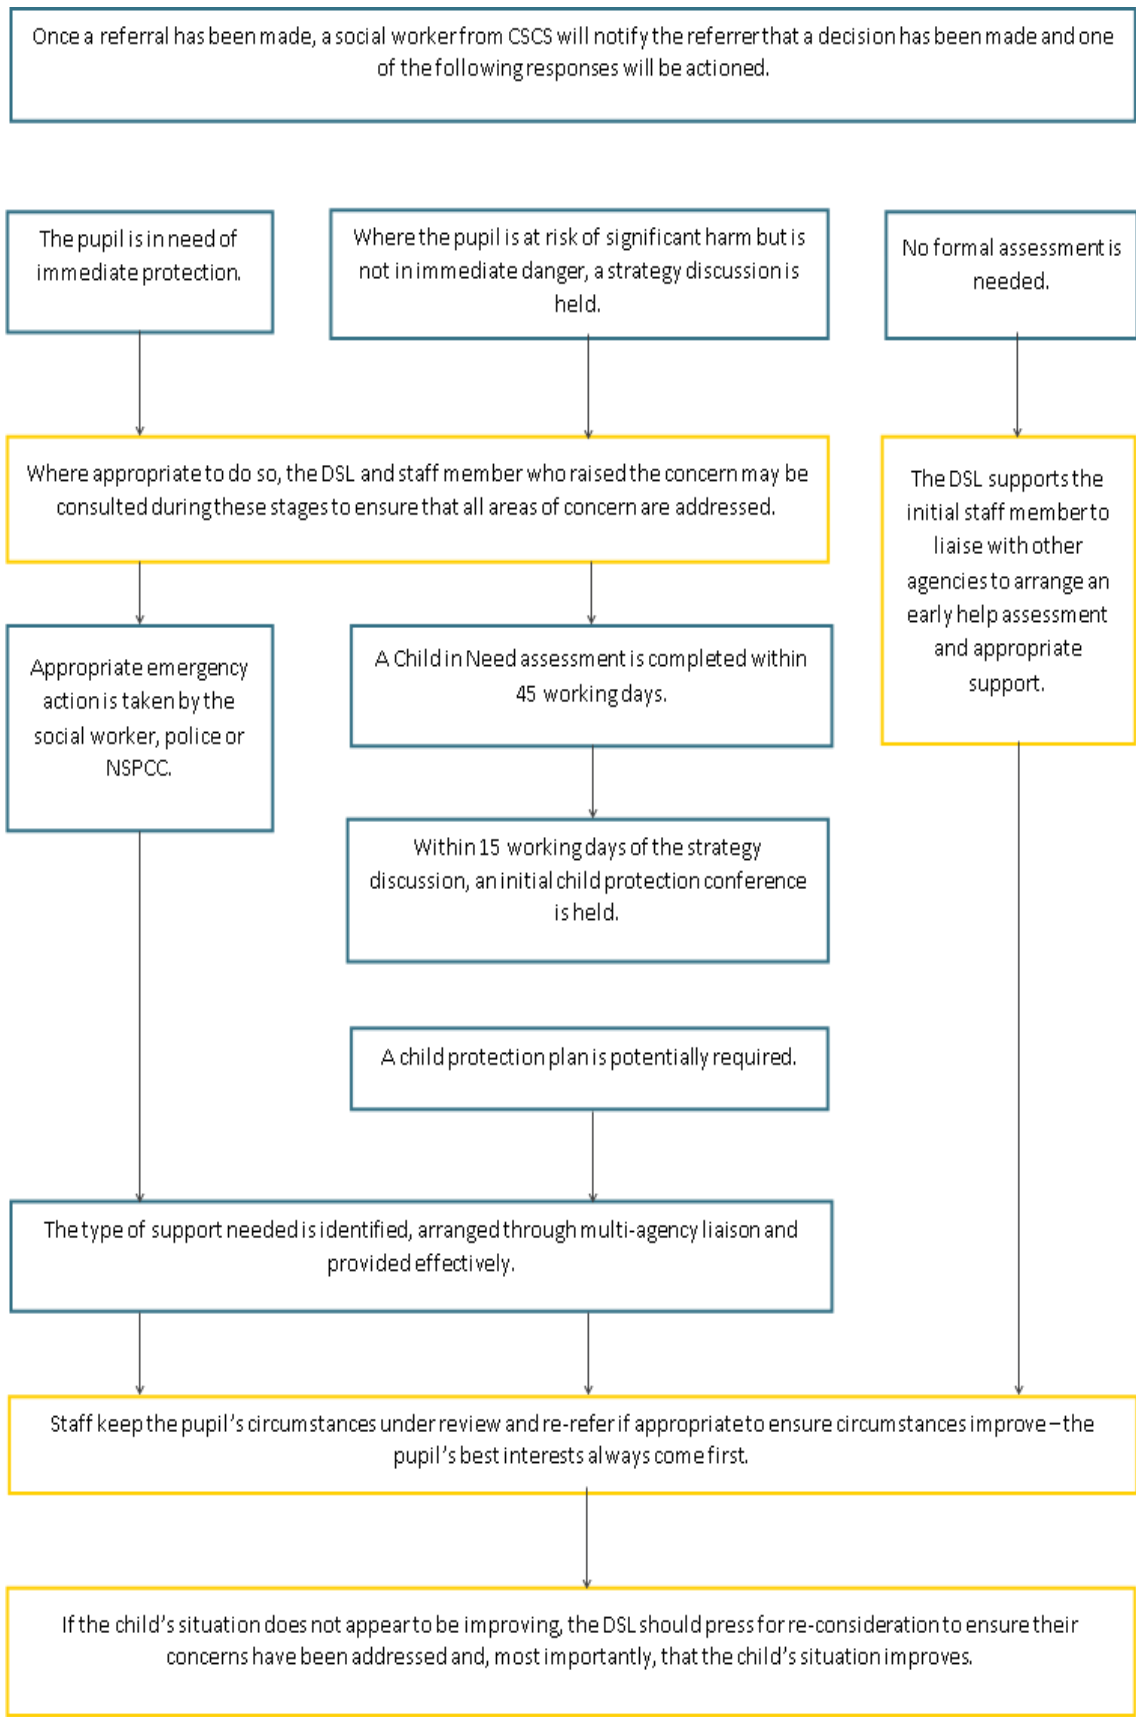 Once a referral has been made, a social worker from CSCS will notify the referrer that a decision has been made and one
of the following responses will be actioned.
The pupil is in need of
immediate protection.
Where the pupil is at risk of significant harm but is
not in immediate danger, a strategy discussion is
held.
No formal assessment is
needed.
Where appropriate to do so, the DSL and staff member who raised the concern may be
consulted during these stages to ensure that all areas of concern are addressed.
The DSL supports the
initial staff member to
liaise with other
agencies to arrange an
early help assessment
and appropriate
support.
Appropriate emergency
action is taken by the
social worker, police or
NSPCC.
A Child in Need assessment is completed within
45 working days.
Within 15 working days of the strategy
discussion, an initial child protection conference
is held.
A child protection plan is potentially required.
The type of support needed is identified, arranged through multi-agency liaison and
provided effectively.
Staff keep the pupil's circumstances under review and re-refer if appropriate to ensure circumstances improve – the
pupil's best interests always come first.
If the child's situation does not appear to be improving, the DSL should press for re-consideration to ensure their
concerns have been addressed and, most importantly, that the child's situation improves.